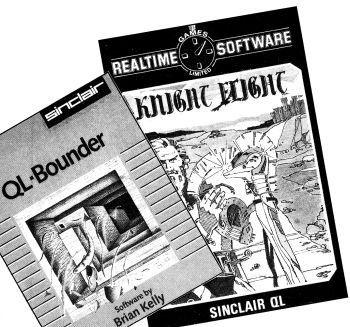 GAMES
REALTIME SOFTWARE
LIMITED
KNIGHT FLIGHT
SINCLAIR QL
sinclair
QL·Bounder
Software by
Brian Kelly